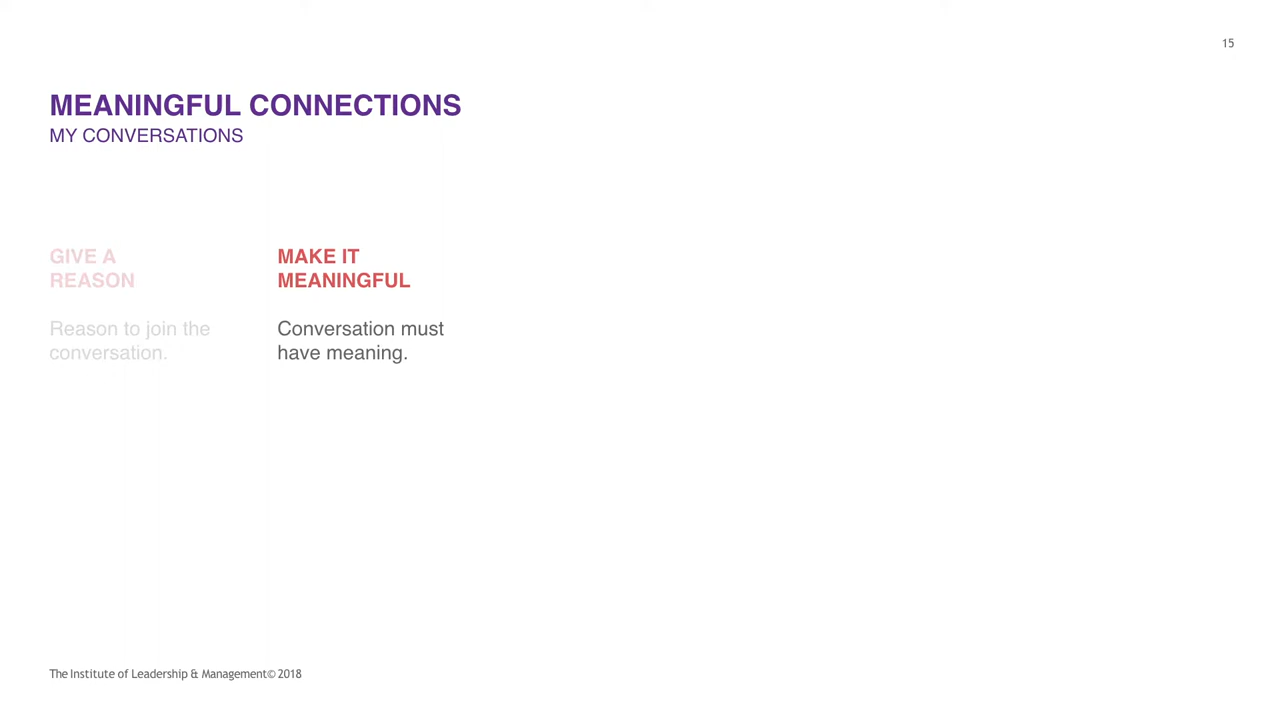 15
MEANINGFUL CONNECTIONS
MY CONVERSATIONS
GIVE A
REASON
Reason to join the
conversation.
MAKE IT
MEANINGFUL
Conversation must
have meaning.
The Institute of Leadership & Management© 2018